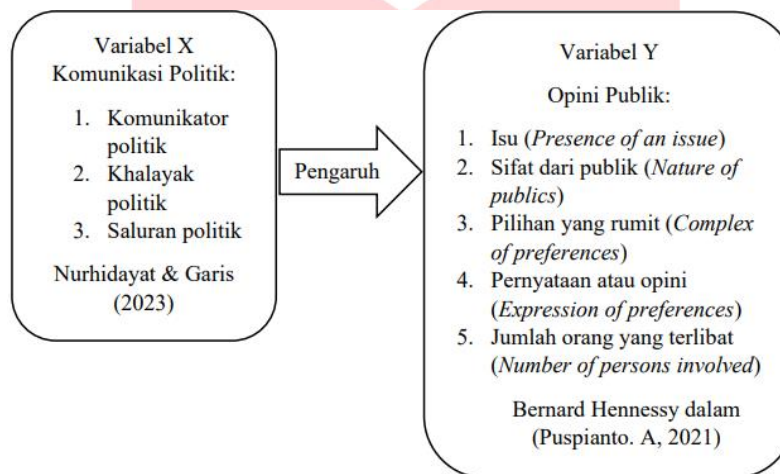 Variabel X
Komunikasi Politik:
1. Komunikator
politik
2. Khalayak
politik
3. Saluran politik
Nurhidayat & Garis
(2023)
Pengaruh
Variabel Y
Opini Publik:
1. Isu (Presence of an issue)
2. Sifat dari publik (Nature of
publics)
3. Pilihan yang rumit (Complex
of preferences)
4. Pernyataan atau opini
(Expression of preferences)
5. Jumlah orang yang terlibat
(Number of persons involved)
Bernard Hennessy dalam
(Puspianto. A, 2021)